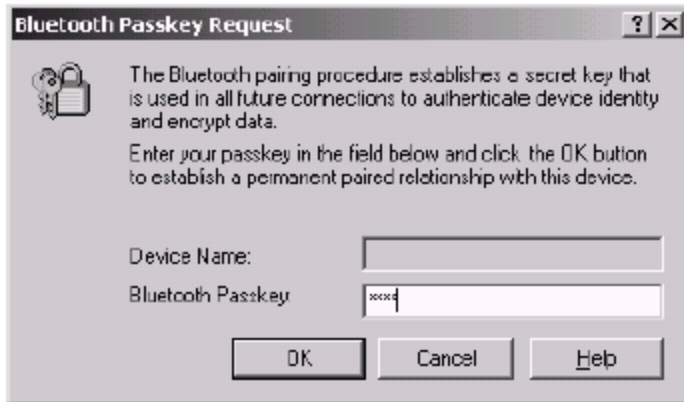 Bluetooth Passkey Request
The Bluetooth pairing procedure establishes a secret key that
is used in all future connections to authenticate device identity
and encrypt data.
Enter your passkey in the field below and click the OK button
to establish a permanent paired relationship with this device.
Device Name:
Bluetooth Passkey: ****
OK Cancel Help